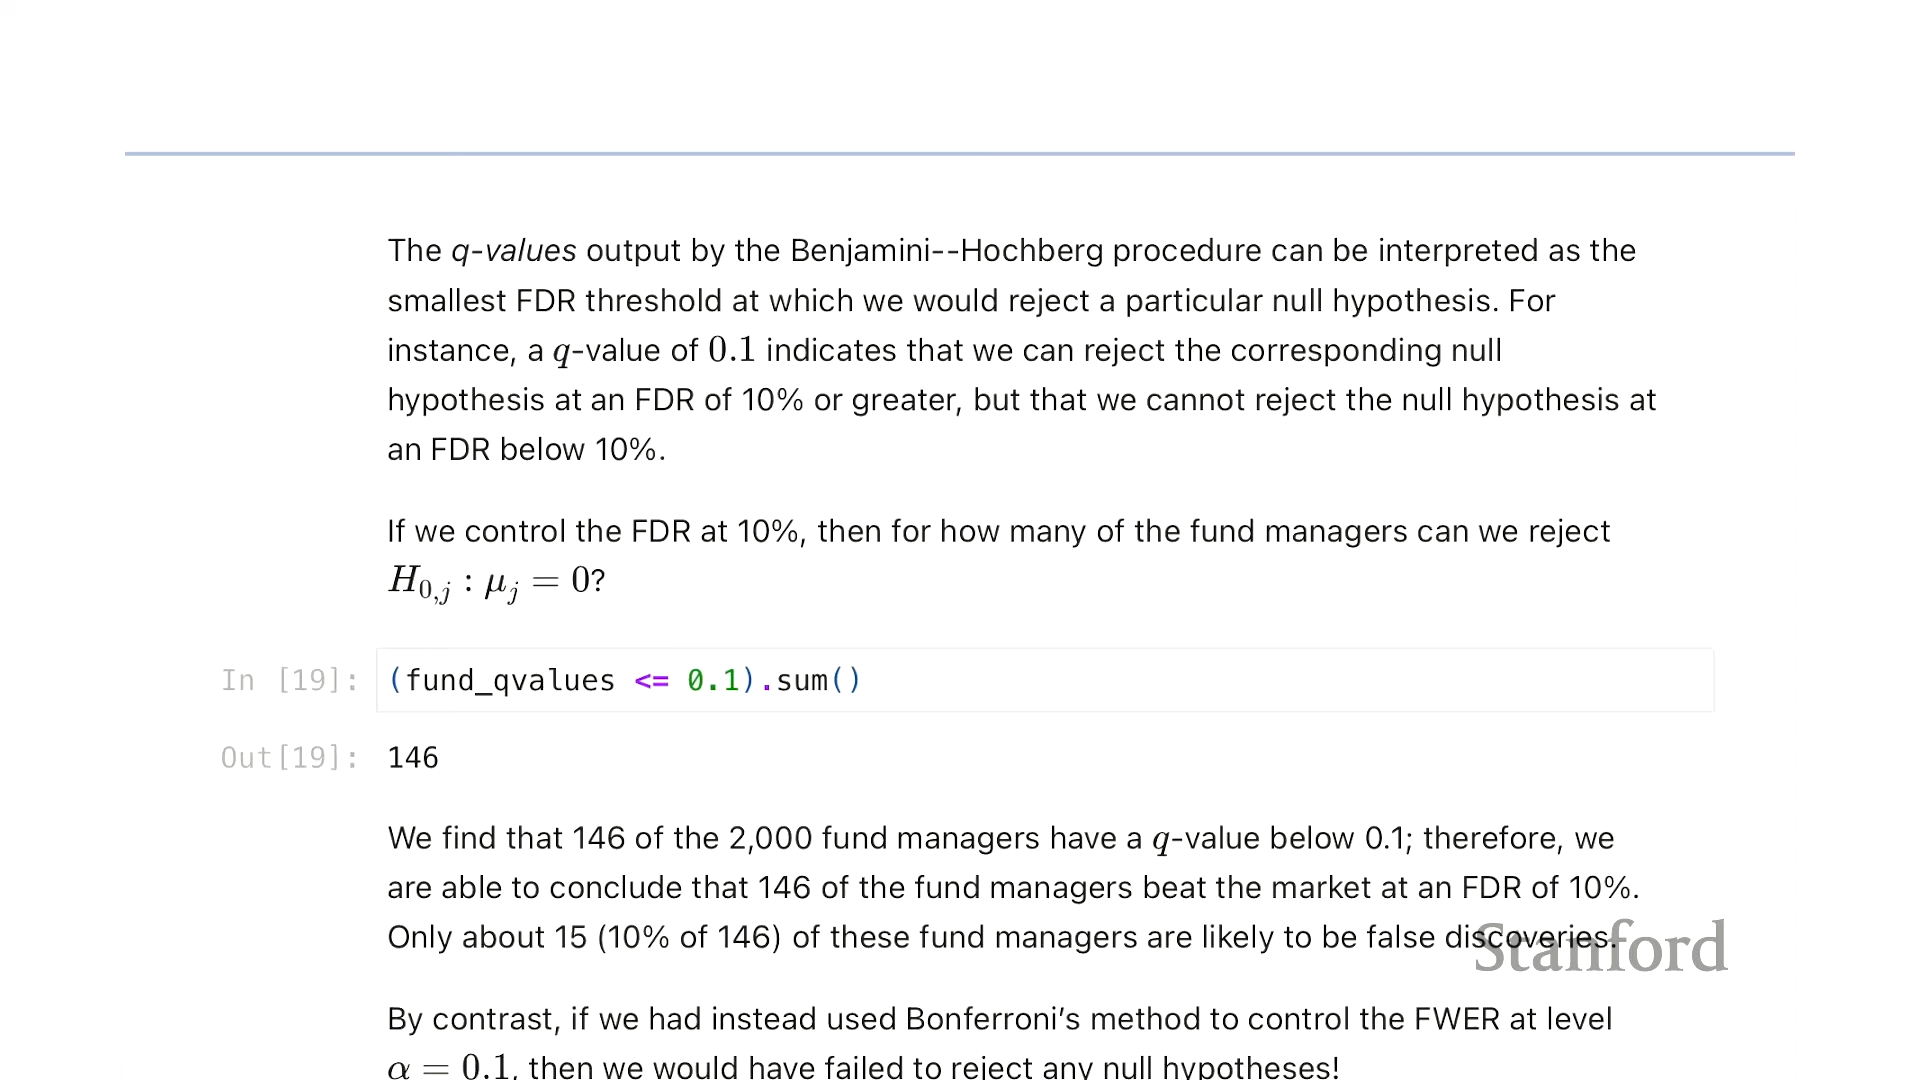 The q-values output by the Benjamini--Hochberg procedure can be interpreted as the
smallest FDR threshold at which we would reject a particular null hypothesis. For
instance, a q-value of 0.1 indicates that we can reject the corresponding null
hypothesis at an FDR of 10% or greater, but that we cannot reject the null hypothesis at
an FDR below 10%.
If we control the FDR at 10%, then for how many of the fund managers can we reject
H_{0,j} : μ_j = 0?
In [19]: (fund_qvalues <= 0.1).sum()
Out[19]: 146
We find that 146 of the 2,000 fund managers have a q-value below 0.1; therefore, we
are able to conclude that 146 of the fund managers beat the market at an FDR of 10%.
Only about 15 (10% of 146) of these fund managers are likely to be false discoveries.
Stanford
By contrast, if we had instead used Bonferroni’s method to control the FWER at level
α = 0.1, then we would have failed to reject any null hypotheses!